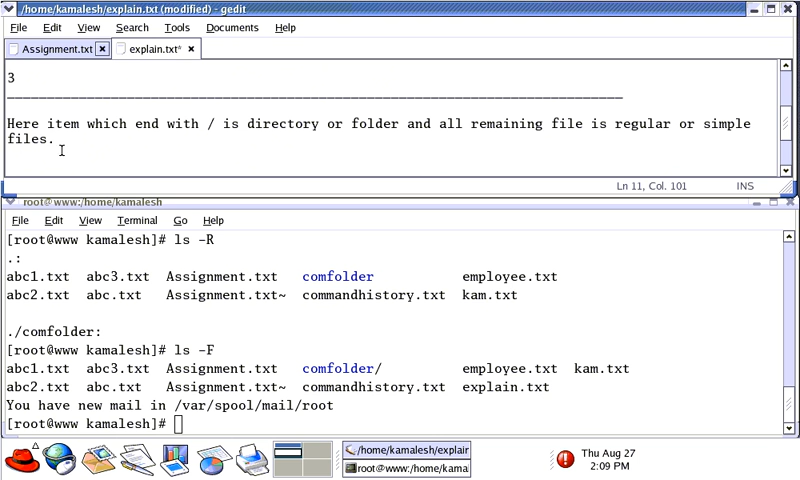 /home/kamalesh/explain.txt (modified) - gedit
File Edit View Search Tools Documents Help
Assignment.txt explain.txt*
3
Here item which end with / is directory or folder and all remaining file is regular or simple
files.
Ln 11, Col. 101 INS
root@www:/home/kamalesh
File Edit View Terminal Go Help
[root@www kamalesh]# ls -R
.:
abc1.txt abc3.txt Assignment.txt comfolder employee.txt
abc2.txt abc.txt Assignment.txt~ commandhistory.txt kam.txt
./comfolder:
[root@www kamalesh]# ls -F
abc1.txt abc3.txt Assignment.txt comfolder/ employee.txt kam.txt
abc2.txt abc.txt Assignment.txt~ commandhistory.txt explain.txt
You have new mail in /var/spool/mail/root
[root@www kamalesh]#
/home/kamalesh/explain
root@www:/home/kama
Thu Aug 27
2:09 PM